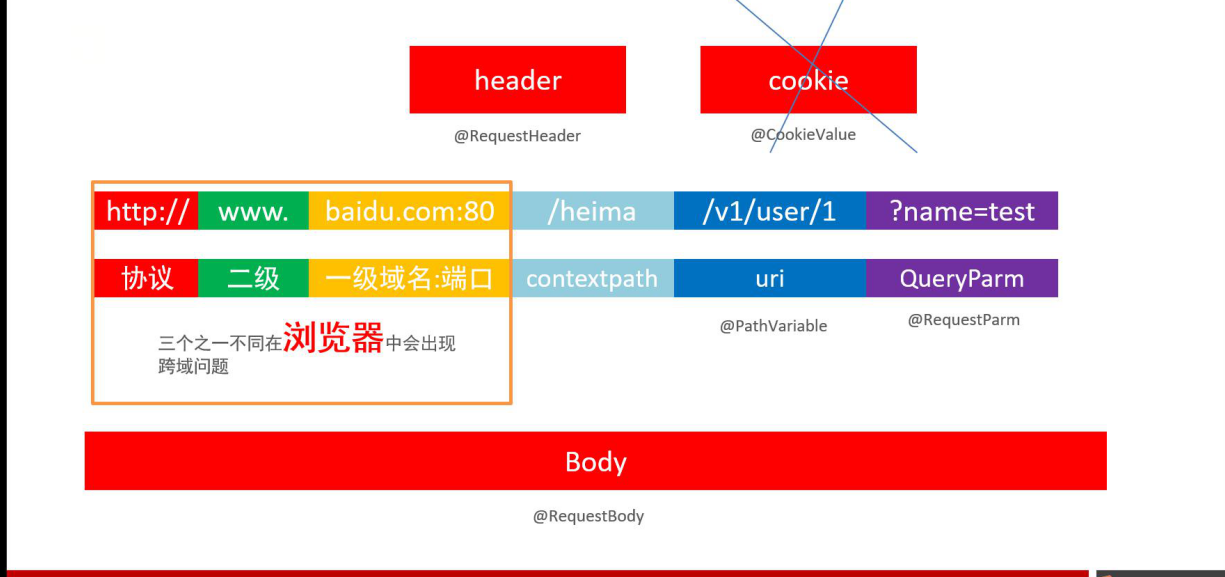 header cookie
@RequestHeader @CookieValue
http:// www. baidu.com:80 /heima /v1/user/1 ?name=test
协议 二级 一级域名:端口 contextpath uri QueryParm
@PathVariable @RequestParm
三个之一不同在浏览器中会出现
跨域问题
Body
@RequestBody